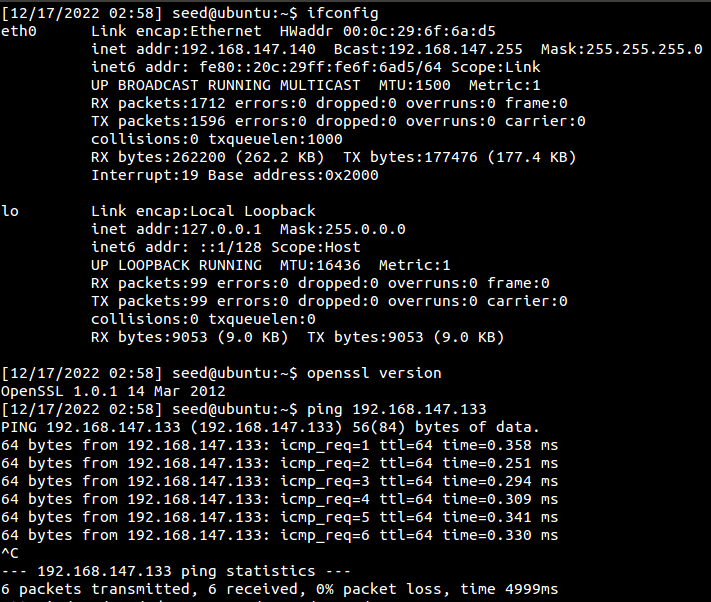 [12/17/2022 02:58] seed@ubuntu:~$ ifconfig
eth0      Link encap:Ethernet  HWaddr 00:0c:29:6f:6a:d5
          inet addr:192.168.147.140  Bcast:192.168.147.255  Mask:255.255.255.0
          inet6 addr: fe80::20c:29ff:fe6f:6ad5/64 Scope:Link
          UP BROADCAST RUNNING MULTICAST  MTU:1500  Metric:1
          RX packets:1712 errors:0 dropped:0 overruns:0 frame:0
          TX packets:1596 errors:0 dropped:0 overruns:0 carrier:0
          collisions:0 txqueuelen:1000
          RX bytes:262200 (262.2 KB)  TX bytes:177476 (177.4 KB)
          Interrupt:19 Base address:0x2000

lo        Link encap:Local Loopback
          inet addr:127.0.0.1  Mask:255.0.0.0
          inet6 addr: ::1/128 Scope:Host
          UP LOOPBACK RUNNING  MTU:16436  Metric:1
          RX packets:99 errors:0 dropped:0 overruns:0 frame:0
          TX packets:99 errors:0 dropped:0 overruns:0 carrier:0
          collisions:0 txqueuelen:0
          RX bytes:9053 (9.0 KB)  TX bytes:9053 (9.0 KB)

[12/17/2022 02:58] seed@ubuntu:~$ openssl version
OpenSSL 1.0.1 14 Mar 2012
[12/17/2022 02:58] seed@ubuntu:~$ ping 192.168.147.133
PING 192.168.147.133 (192.168.147.133) 56(84) bytes of data.
64 bytes from 192.168.147.133: icmp_req=1 ttl=64 time=0.358 ms
64 bytes from 192.168.147.133: icmp_req=2 ttl=64 time=0.251 ms
64 bytes from 192.168.147.133: icmp_req=3 ttl=64 time=0.294 ms
64 bytes from 192.168.147.133: icmp_req=4 ttl=64 time=0.309 ms
64 bytes from 192.168.147.133: icmp_req=5 ttl=64 time=0.341 ms
64 bytes from 192.168.147.133: icmp_req=6 ttl=64 time=0.330 ms
^C
--- 192.168.147.133 ping statistics ---
6 packets transmitted, 6 received, 0% packet loss, time 4999ms